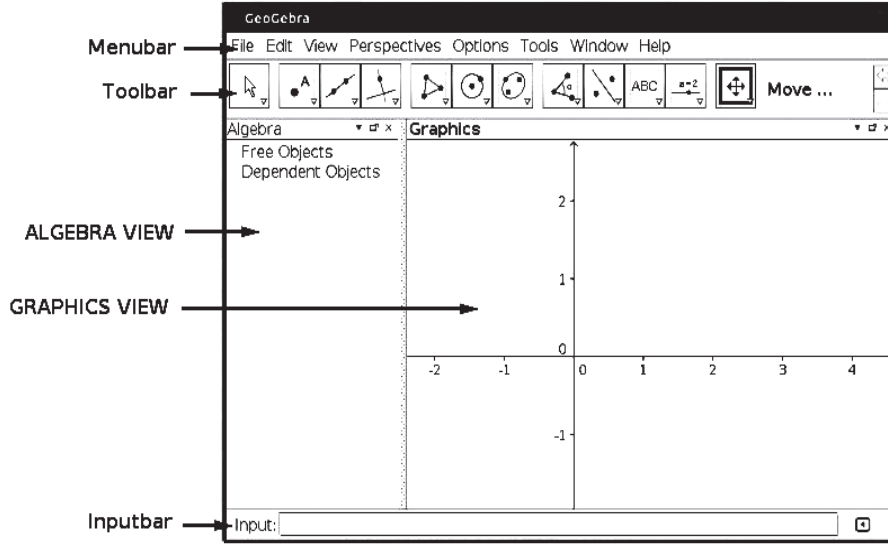 GeoGebra
Menubar
File Edit View Perspectives Options Tools Window Help
Toolbar
A
α
ABC
a=2
Move ...
Algebra
Graphics
Free Objects
Dependent Objects
2
ALGEBRA VIEW
1
GRAPHICS VIEW
0
-2 -1 0 1 2 3 4
-1
Inputbar
Input: